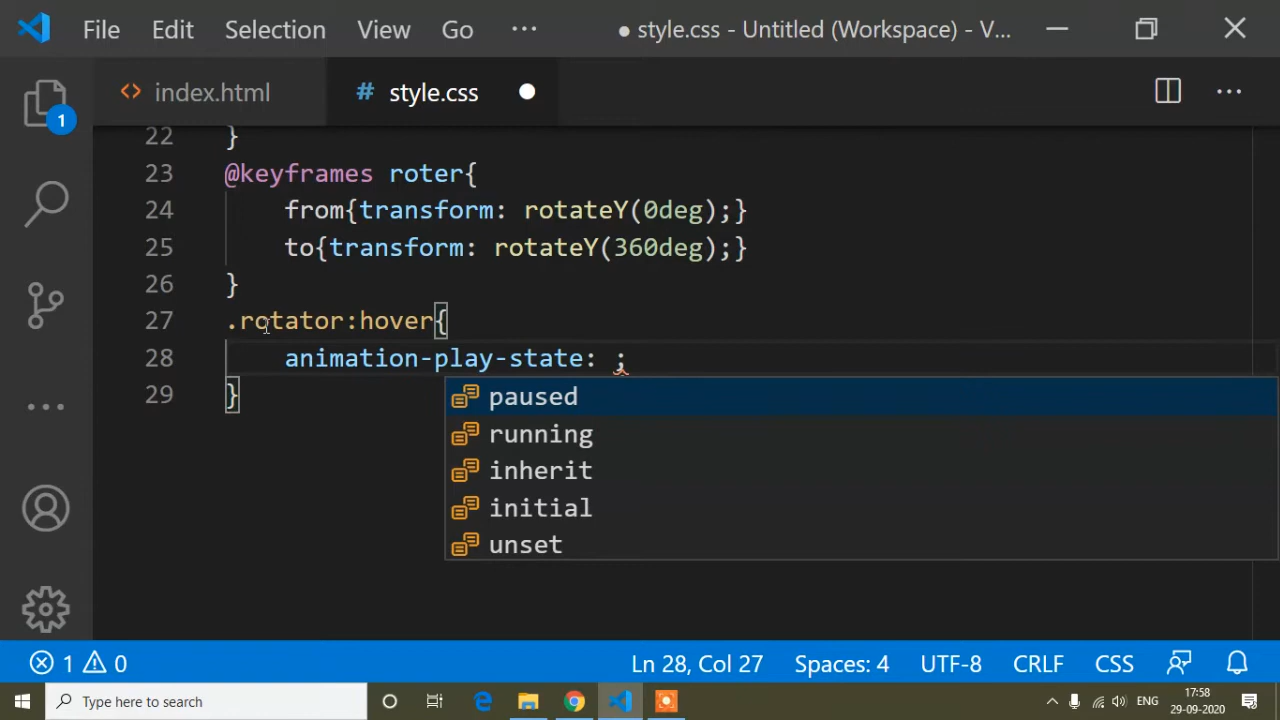 File Edit Selection View Go ··· ● style.css - Untitled (Workspace) - V...
<> index.html # style.css ●
1
22 }
23 @keyframes roter{
24 from{transform: rotateY(0deg);}
25 to{transform: rotateY(360deg);}
26 }
27 .rotator:hover{
28 animation-play-state: ;
29 }
paused
running
inherit
initial
unset
1 0 Ln 28, Col 27 Spaces: 4 UTF-8 CRLF CSS
Type here to search ENG 17:58
29-09-2020